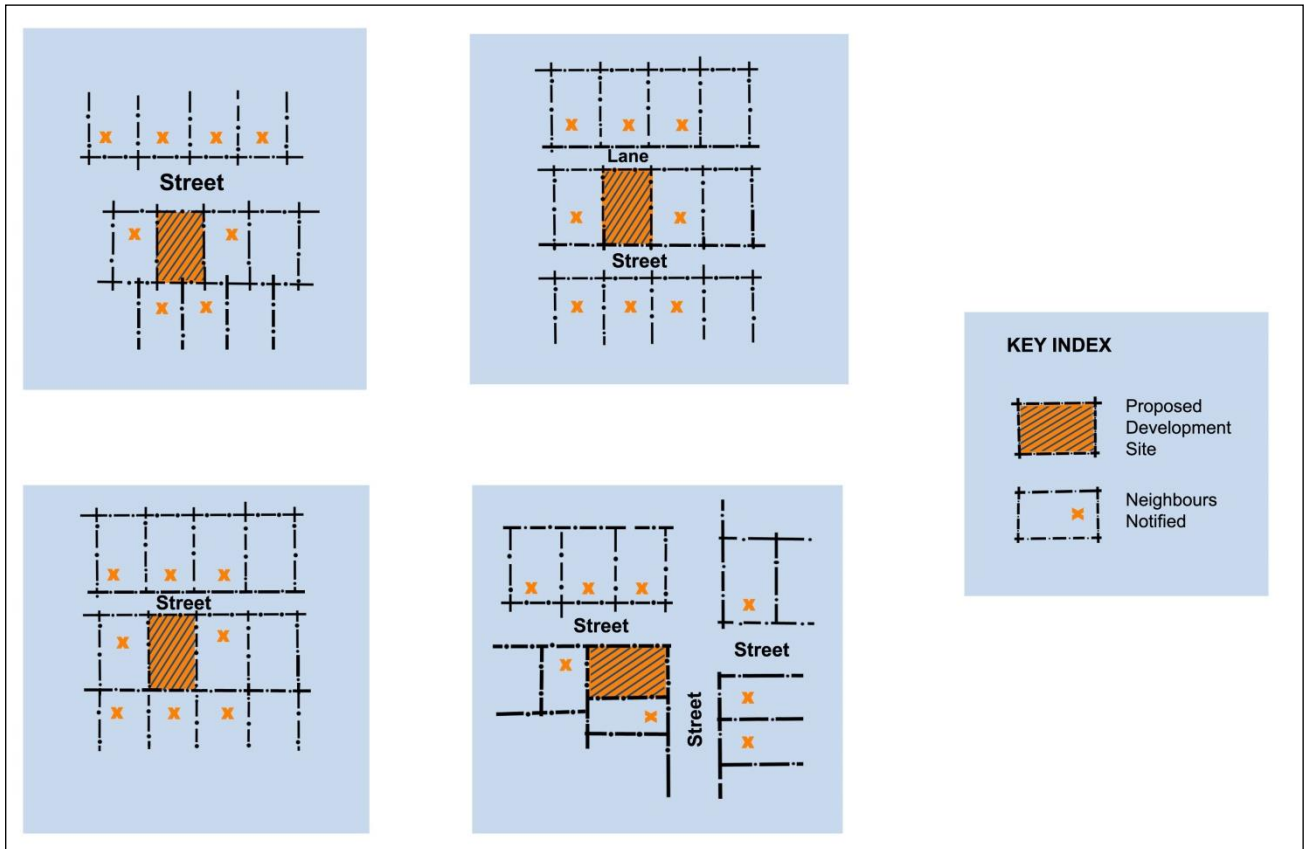 Street
Lane
Street
Street
Street
Street
Street
KEY INDEX
Proposed
Development
Site
Neighbours
Notified